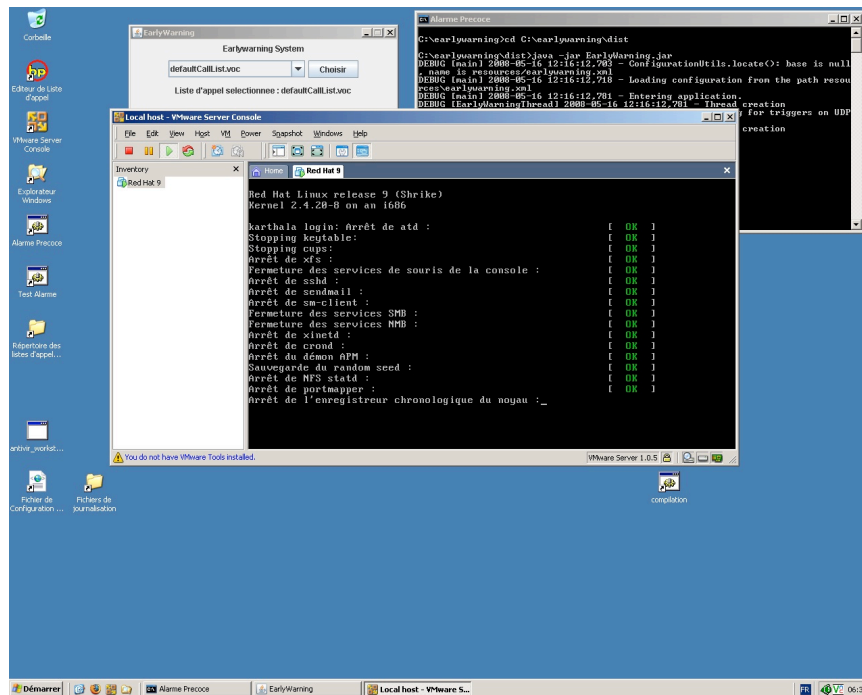 Corbeille
Editeur de Liste
d'appel
VMware Server
Console
Explorateur
Windows
Alarme Precoce
Test Alarme
Répertoire des
listes d'appel...
antivir_workst...
Fichier de
Configuration ...
Fichiers de
journalisation
compilation
EarlyWarning
Earlywarning System
defaultCallList.voc
Choisir
Liste d'appel selectionnee : defaultCallList.voc
Alarme Precoce
C:\earlywarning>cd C:\earlywarning\dist
C:\earlywarning\dist>java -jar EarlyWarning.jar
DEBUG [main] 2008-05-16 12:16:12,703 - ConfigurationUtils.locate(): base is null
, name is resources/earlywarning.xml
DEBUG [main] 2008-05-16 12:16:12,718 - Loading configuration from the path resou
rces\earlywarning.xml
DEBUG [main] 2008-05-16 12:16:12,781 - Entering application.
DEBUG [EarlyWarningThread] 2008-05-16 12:16:12,781 - Thread creation
for triggers on UDP
creation
Local host - VMware Server Console
File Edit View Host VM Power Snapshot Windows Help
Inventory
Home
Red Hat 9
Red Hat 9
Red Hat Linux release 9 (Shrike)
Kernel 2.4.20-8 on an i686
karthala login: Arrêt de atd : [ OK ]
Stopping keytable: [ OK ]
Stopping cups: [ OK ]
Arrêt de xfs : [ OK ]
Fermeture des services de souris de la console : [ OK ]
Arrêt de sshd : [ OK ]
Arrêt de sendmail : [ OK ]
Arrêt de sm-client : [ OK ]
Fermeture des services SMB : [ OK ]
Fermeture des services NMB : [ OK ]
Arrêt de xinetd : [ OK ]
Arrêt de crond : [ OK ]
Arrêt du démon APM : [ OK ]
Sauvegarde du random seed : [ OK ]
Arrêt de NFS statd : [ OK ]
Arrêt de portmapper : [ OK ]
Arrêt de l'enregistreur chronologique du noyau :_
You do not have VMware Tools installed.
VMware Server 1.0.5
Démarrer
Alarme Precoce
EarlyWarning
Local host - VMware S...
FR